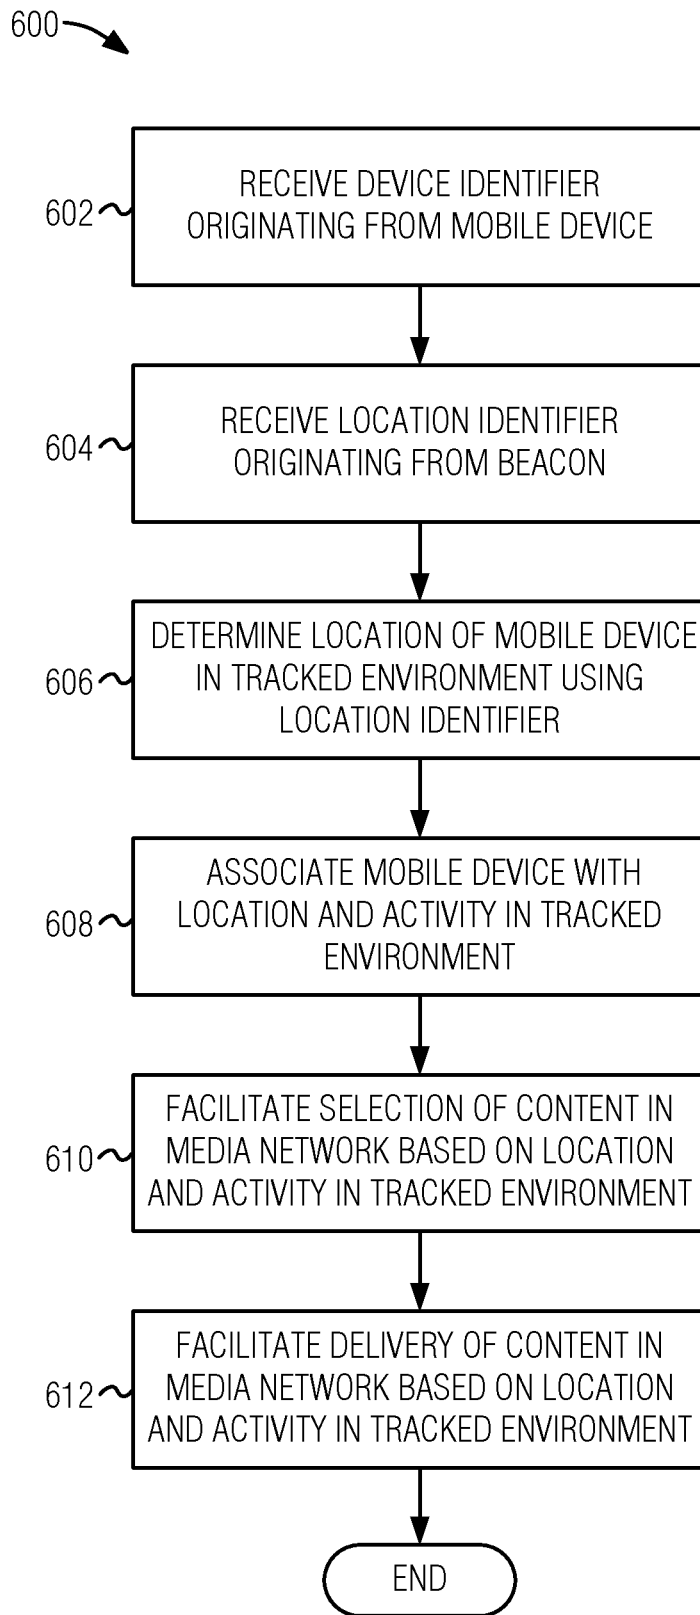 600
602
RECEIVE DEVICE IDENTIFIER
ORIGINATING FROM MOBILE DEVICE
604
RECEIVE LOCATION IDENTIFIER
ORIGINATING FROM BEACON
606
DETERMINE LOCATION OF MOBILE DEVICE
IN TRACKED ENVIRONMENT USING
LOCATION IDENTIFIER
608
ASSOCIATE MOBILE DEVICE WITH
LOCATION AND ACTIVITY IN TRACKED
ENVIRONMENT
610
FACILITATE SELECTION OF CONTENT IN
MEDIA NETWORK BASED ON LOCATION
AND ACTIVITY IN TRACKED ENVIRONMENT
612
FACILITATE DELIVERY OF CONTENT IN
MEDIA NETWORK BASED ON LOCATION
AND ACTIVITY IN TRACKED ENVIRONMENT
END